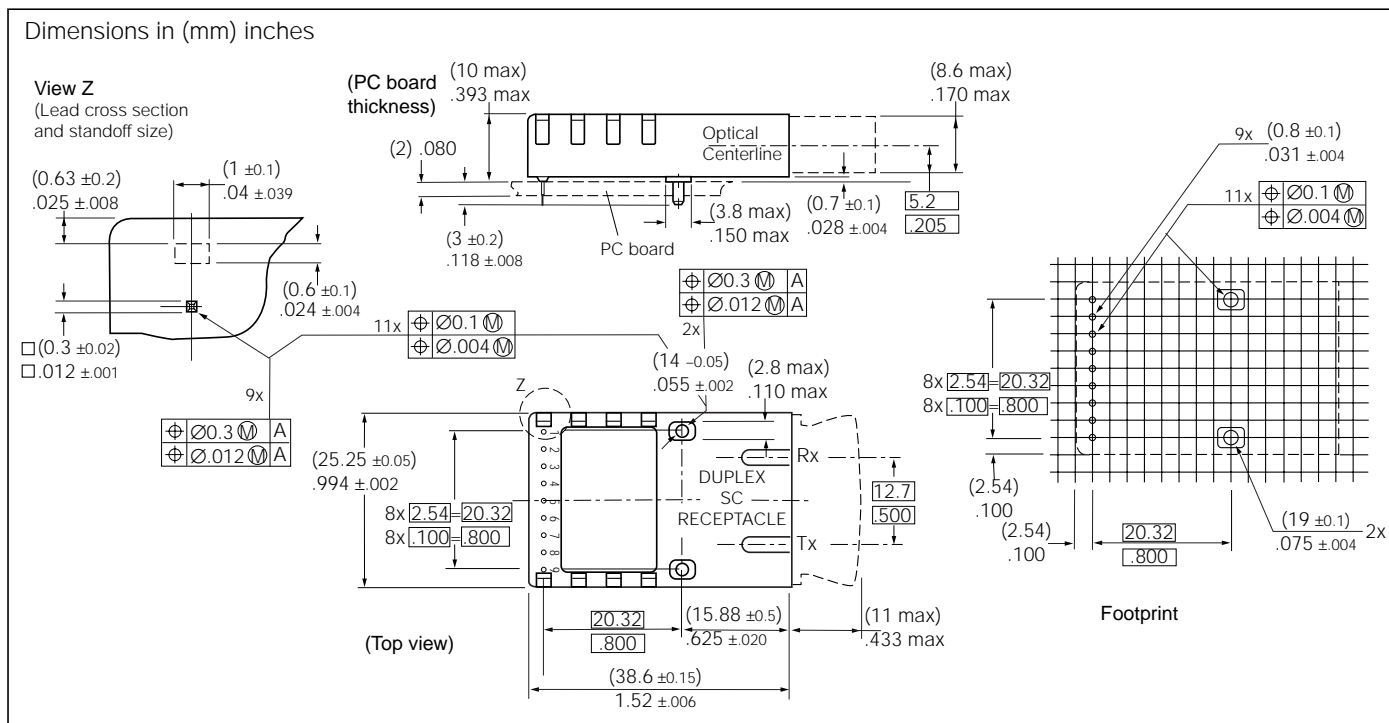 Dimensions in (mm) inches
View Z
(Lead cross section
and standoff size)
(0.63 ±0.2)
.025 ±.008
(1 ±0.1)
.04 ±.039
(0.6 ±0.1)
.024 ±.004
□(0.3 ±0.02)
□.012 ±.001
9x
⌖ Ø0.3 Ⓜ A
⌖ Ø.012 Ⓜ A
(PC board
thickness)
(10 max)
.393 max
(2) .080
(3 ±0.2)
.118 ±.008
PC board
Optical
Centerline
(8.6 max)
.170 max
(3.8 max)
.150 max
(0.7 ±0.1)
.028 ±.004
5.2
.205
11x
⌖ Ø0.1 Ⓜ
⌖ Ø.004 Ⓜ
⌖ Ø0.3 Ⓜ A
⌖ Ø.012 Ⓜ A
2x
(14 –0.05)
.055 ±.002
(2.8 max)
.110 max
Z
(25.25 ±0.05)
.994 ±.002
8x 2.54=20.32
8x .100=.800
1
2
3
4
5
6
7
8
9
Rx
DUPLEX
SC
RECEPTACLE
Tx
12.7
.500
20.32
.800
(15.88 ±0.5)
.625 ±.020
(11 max)
.433 max
(38.6 ±0.15)
1.52 ±.006
(Top view)
9x (0.8 ±0.1)
.031 ±.004
11x
⌖ Ø0.1 Ⓜ
⌖ Ø.004 Ⓜ
8x 2.54=20.32
8x .100=.800
(2.54)
.100
(2.54)
.100
20.32
.800
(19 ±0.1)
.075 ±.004
2x
Footprint